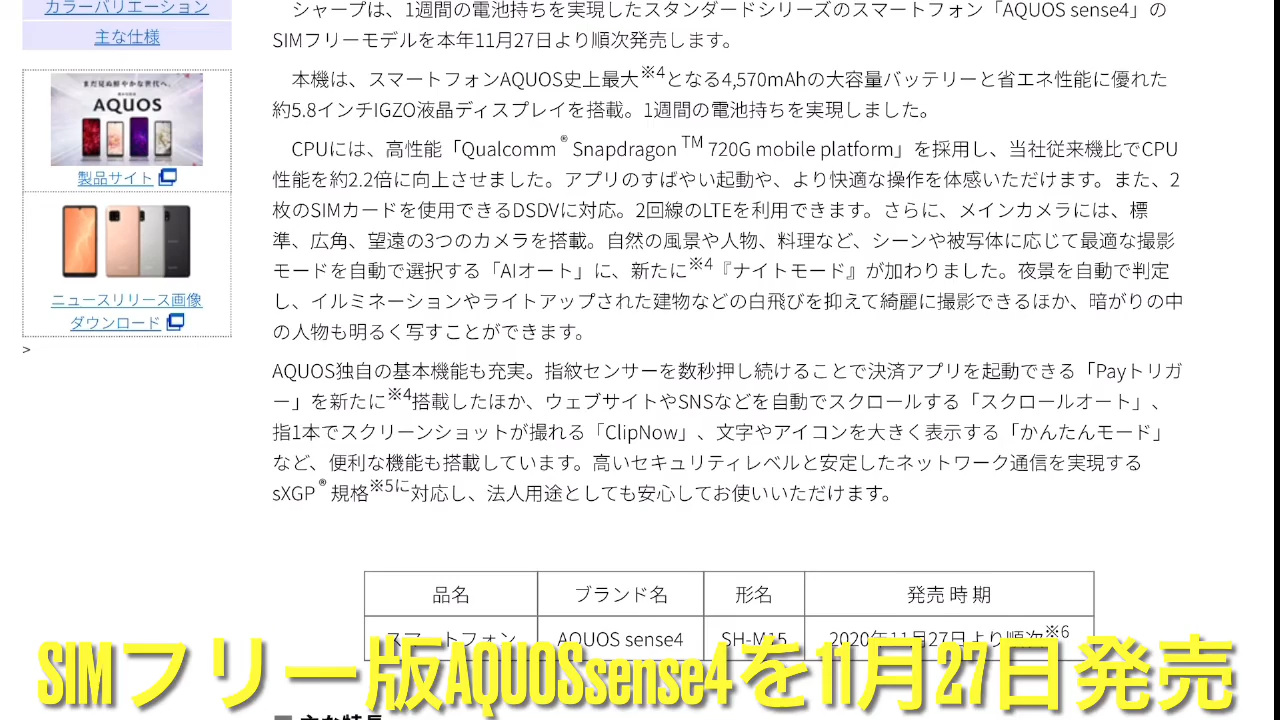 カラーバリエーション
主な仕様
まだ見ぬ鮮やかな世代へ。
AQUOS
製品サイト
ニュースリリース画像
ダウンロード
>
シャープは、1週間の電池持ちを実現したスタンダードシリーズのスマートフォン「AQUOS sense4」の
SIMフリーモデルを本年11月27日より順次発売します。
本機は、スマートフォンAQUOS史上最大※4となる4,570mAhの大容量バッテリーと省エネ性能に優れた
約5.8インチIGZO液晶ディスプレイを搭載。1週間の電池持ちを実現しました。
CPUには、高性能「Qualcomm® Snapdragon™ 720G mobile platform」を採用し、当社従来機比でCPU
性能を約2.2倍に向上させました。アプリのすばやい起動や、より快適な操作を体感いただけます。また、2
枚のSIMカードを使用できるDSDVに対応。2回線のLTEを利用できます。さらに、メインカメラには、標
準、広角、望遠の3つのカメラを搭載。自然の風景や人物、料理など、シーンや被写体に応じて最適な撮影
モードを自動で選択する「AIオート」に、新たに※4『ナイトモード』が加わりました。夜景を自動で判定
し、イルミネーションやライトアップされた建物などの白飛びを抑えて綺麗に撮影できるほか、暗がりの中
の人物も明るく写すことができます。
AQUOS独自の基本機能も充実。指紋センサーを数秒押し続けることで決済アプリを起動できる「Payトリガ
ー」を新たに※4搭載したほか、ウェブサイトやSNSなどを自動でスクロールする「スクロールオート」、
指1本でスクリーンショットが撮れる「ClipNow」、文字やアイコンを大きく表示する「かんたんモード」
など、便利な機能も搭載しています。高いセキュリティレベルと安定したネットワーク通信を実現する
sXGP®規格※5に対応し、法人用途としても安心してお使いいただけます。
品名 ブランド名 形名 発売時期
スマートフォン AQUOS sense4 SH-M15 2020年11月27日より順次※6
SIMフリー版AQUOSsense4を11月27日発売
■ 主な特長